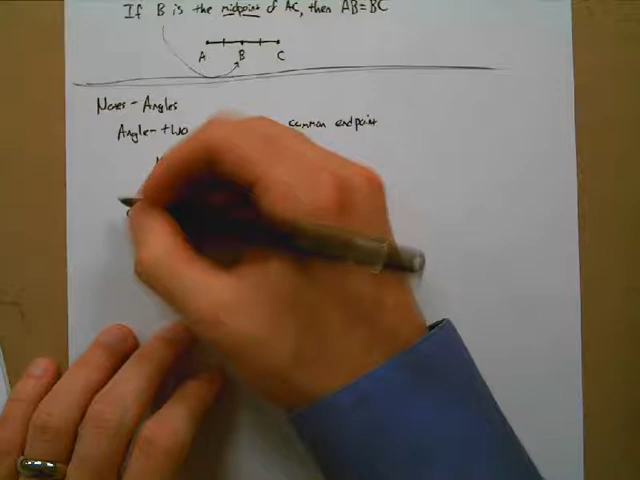 If B is the midpoint of AC, then AB=BC
A B C
Notes - Angles
Angle - two common endpoint